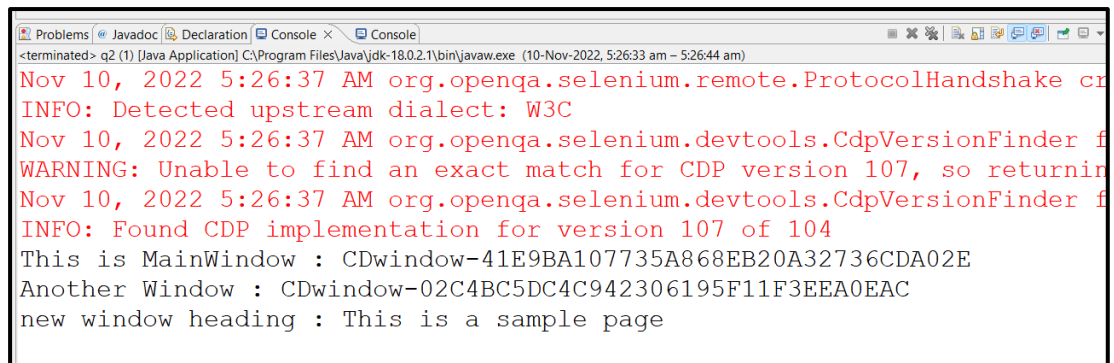 Problems @ Javadoc Declaration Console × Console
<terminated> q2 (1) [Java Application] C:\Program Files\Java\jdk-18.0.2.1\bin\javaw.exe (10-Nov-2022, 5:26:33 am – 5:26:44 am)
Nov 10, 2022 5:26:37 AM org.openqa.selenium.remote.ProtocolHandshake cr
INFO: Detected upstream dialect: W3C
Nov 10, 2022 5:26:37 AM org.openqa.selenium.devtools.CdpVersionFinder f
WARNING: Unable to find an exact match for CDP version 107, so returnin
Nov 10, 2022 5:26:37 AM org.openqa.selenium.devtools.CdpVersionFinder f
INFO: Found CDP implementation for version 107 of 104
This is MainWindow : CDwindow-41E9BA107735A868EB20A32736CDA02E
Another Window : CDwindow-02C4BC5DC4C942306195F11F3EEA0EAC
new window heading : This is a sample page